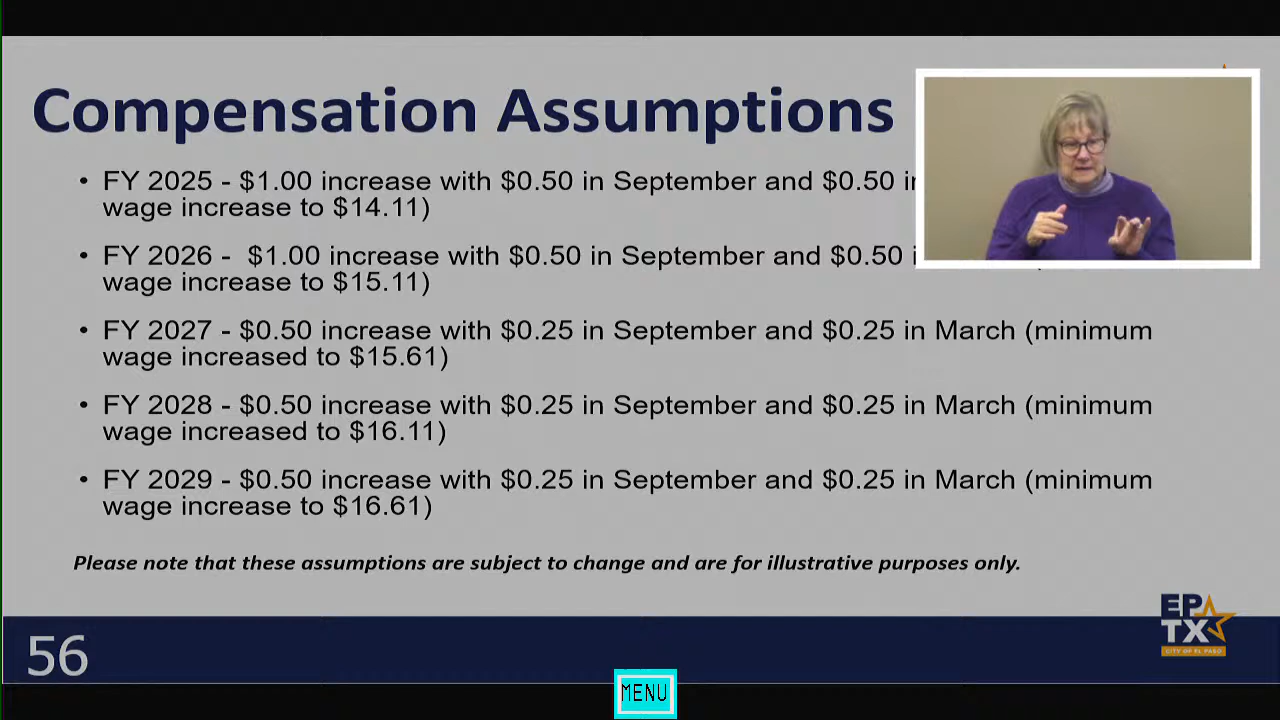 Compensation Assumptions
• FY 2025 - $1.00 increase with $0.50 in September and $0.50
wage increase to $14.11)
• FY 2026 - $1.00 increase with $0.50 in September and $0.50
wage increase to $15.11)
• FY 2027 - $0.50 increase with $0.25 in September and $0.25 in March (minimum
wage increased to $15.61)
• FY 2028 - $0.50 increase with $0.25 in September and $0.25 in March (minimum
wage increased to $16.11)
• FY 2029 - $0.50 increase with $0.25 in September and $0.25 in March (minimum
wage increase to $16.61)
Please note that these assumptions are subject to change and are for illustrative purposes only.
EP
TX
CITY OF EL PASO
56
MENU